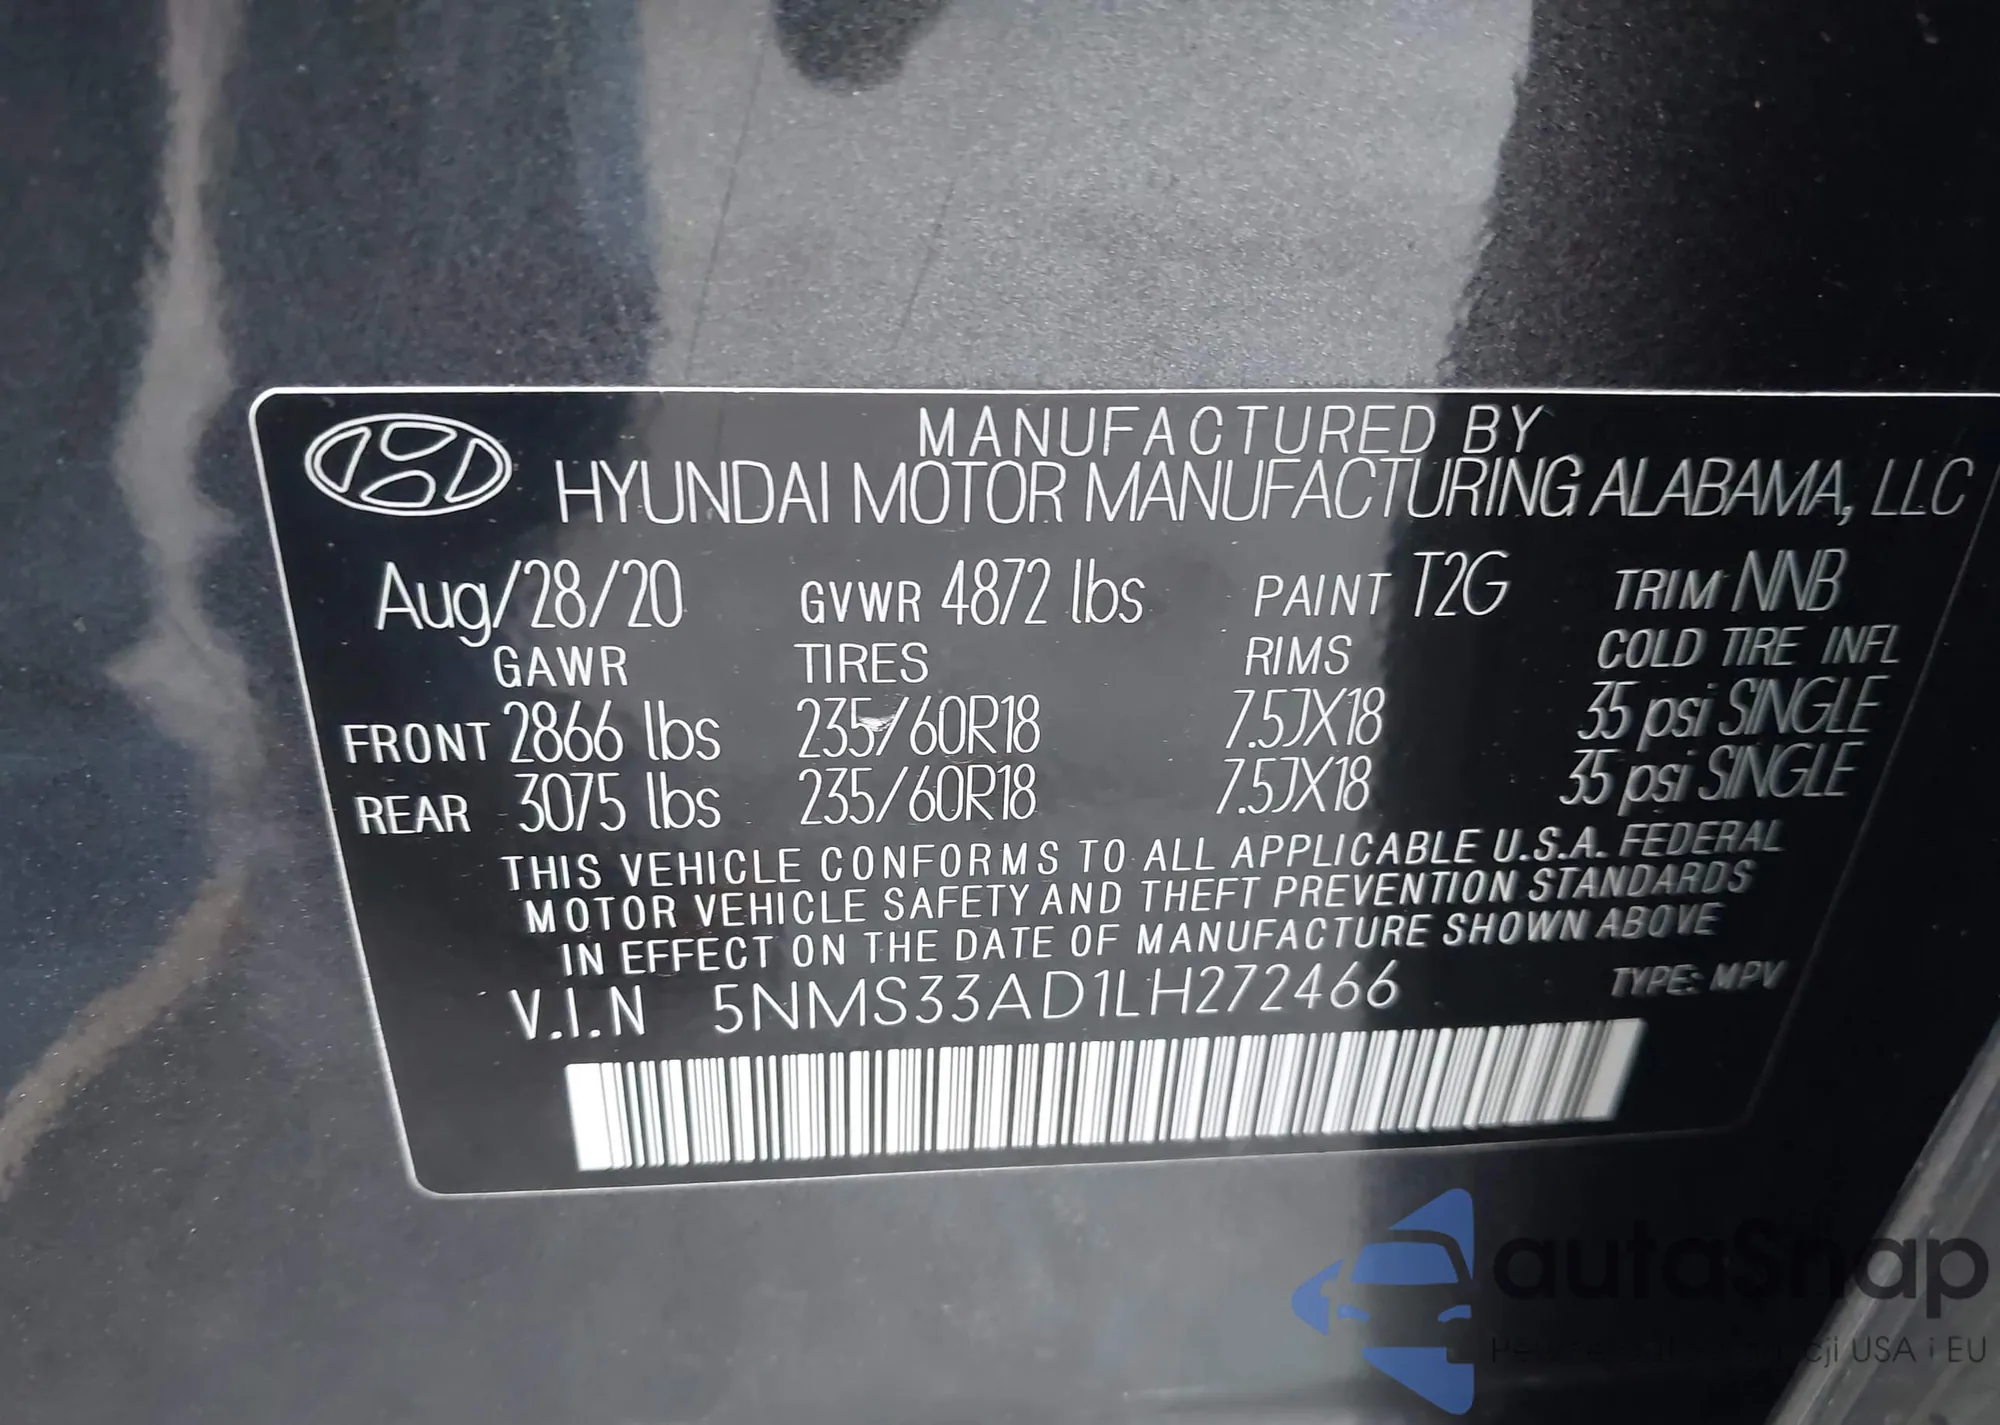 MANUFACTURED BY
HYUNDAI MOTOR MANUFACTURING ALABAMA, LLC
Aug/28/20 GVWR 4872 lbs PAINT T2G TRIM NNB
GAWR TIRES RIMS COLD TIRE INFL
FRONT 2866 lbs 235/60R18 7.5JX18 35 psi SINGLE
REAR 3075 lbs 235/60R18 7.5JX18 35 psi SINGLE
THIS VEHICLE CONFORMS TO ALL APPLICABLE U.S.A. FEDERAL
MOTOR VEHICLE SAFETY AND THEFT PREVENTION STANDARDS
IN EFFECT ON THE DATE OF MANUFACTURE SHOWN ABOVE
V.I.N 5NMS33AD1LH272466 TYPE: MPV
autaSnap
USA i EU